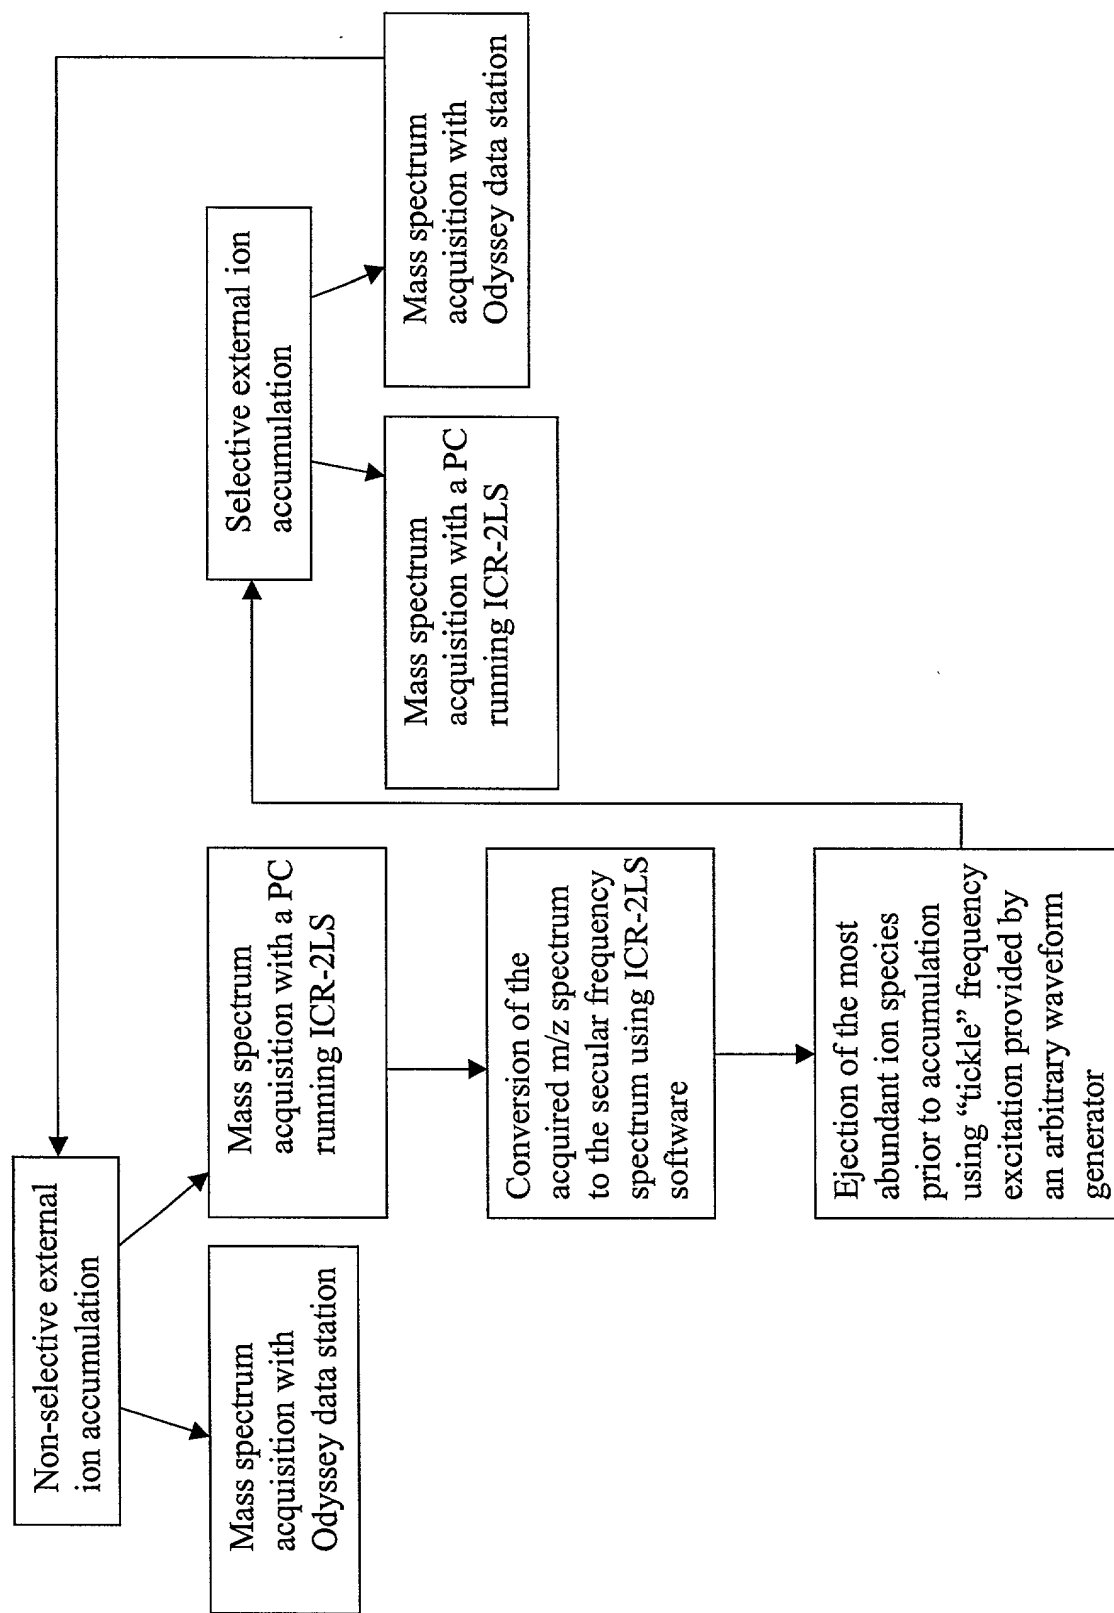 Non-selective external
ion accumulation
Mass spectrum
acquisition with
Odyssey data station
Mass spectrum
acquisition with a PC
running ICR-2LS
Conversion of the
acquired m/z spectrum
to the secular frequency
spectrum using ICR-2LS
software
Ejection of the most
abundant ion species
prior to accumulation
using “tickle” frequency
excitation provided by
an arbitrary waveform
generator
Selective external ion
accumulation
Mass spectrum
acquisition with a PC
running ICR-2LS
Mass spectrum
acquisition with
Odyssey data station